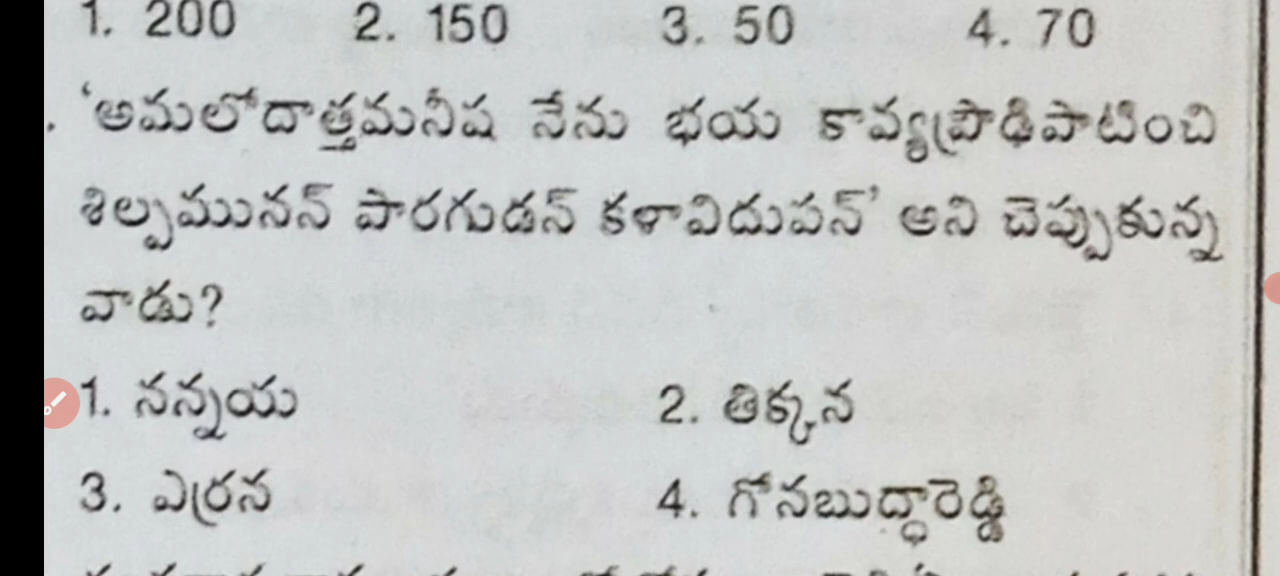 1. 200 2. 150 3. 50 4. 70
. ‘అమలోదాత్తమనీష నేను భయ కావ్యప్రౌఢిపాటించి
శిల్పమునన్ పారగుడన్ కళావిదుపన్’ అని చెప్పుకున్న
వాడు?
1. నన్నయ 2. తిక్కన
3. ఎర్రన 4. గోనబుద్ధారెడ్డి